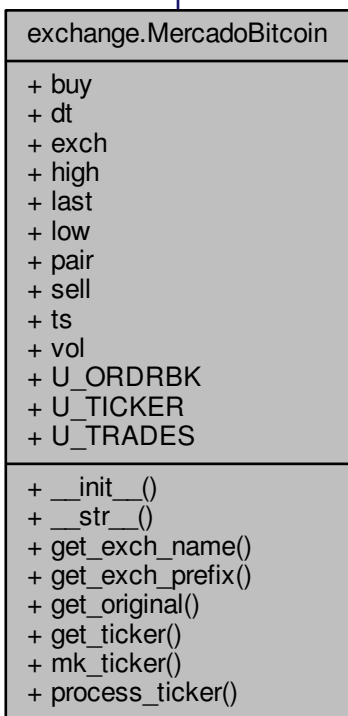 exchange.MercadoBitcoin
+ buy
+ dt
+ exch
+ high
+ last
+ low
+ pair
+ sell
+ ts
+ vol
+ U_ORDRBK
+ U_TICKER
+ U_TRADES
+ __init__()
+ __str__()
+ get_exch_name()
+ get_exch_prefix()
+ get_original()
+ get_ticker()
+ mk_ticker()
+ process_ticker()